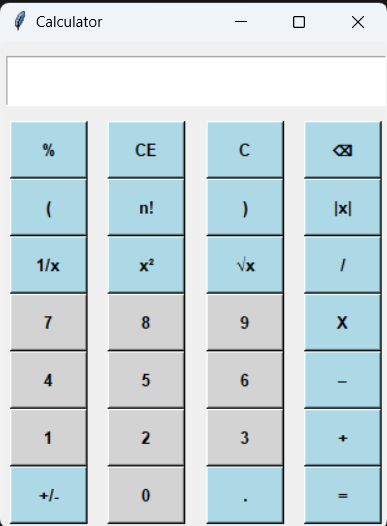 Calculator
% CE C ⌫
( n! ) |x|
1/x x² √x /
7 8 9 X
4 5 6 –
1 2 3 +
+/- 0 . =